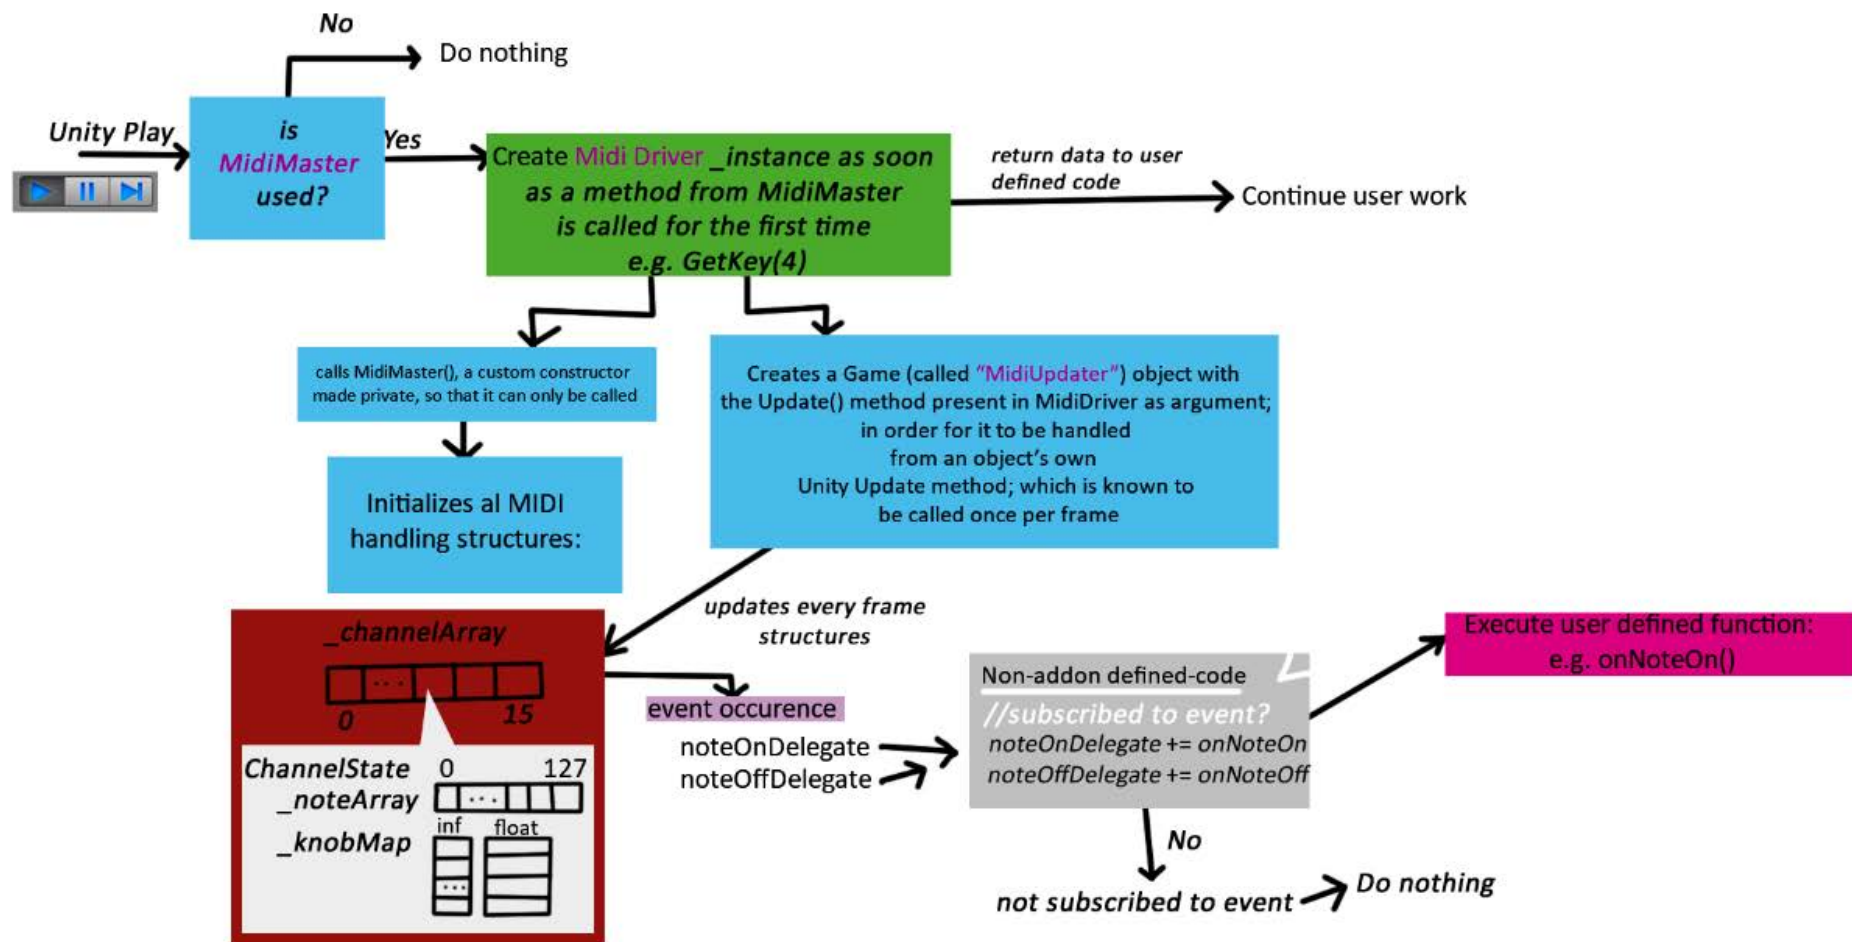 No
Do nothing
Unity Play
is
MidiMaster
used?
Yes
Create Midi Driver _instance as soon
as a method from MidiMaster
is called for the first time
e.g. GetKey(4)
return data to user
defined code
Continue user work
calls MidiMaster(), a custom constructor
made private, so that it can only be called
Creates a Game (called “MidiUpdater”) object with
the Update() method present in MidiDriver as argument;
in order for it to be handled
from an object’s own
Unity Update method; which is known to
be called once per frame
Initializes al MIDI
handling structures:
updates every frame
structures
_channelArray
...
0 15
ChannelState 0 127
_noteArray ...
inf float
_knobMap
...
event occurence
noteOnDelegate
noteOffDelegate
Non-addon defined-code
//subscribed to event?
noteOnDelegate += onNoteOn
noteOffDelegate += onNoteOff
Execute user defined function:
e.g. onNoteOn()
No
not subscribed to event
Do nothing